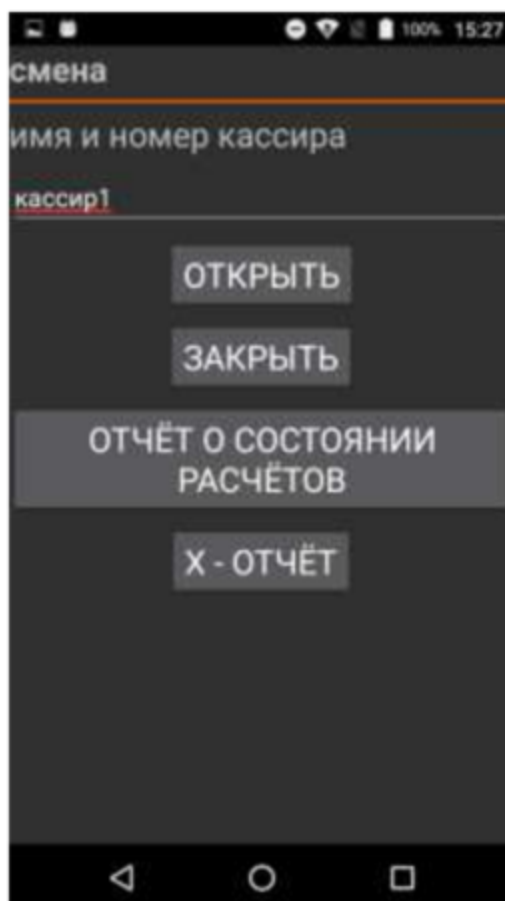 100% 15:27
смена
имя и номер кассира
кассир1
ОТКРЫТЬ
ЗАКРЫТЬ
ОТЧЁТ О СОСТОЯНИИ
РАСЧЁТОВ
Х - ОТЧЁТ